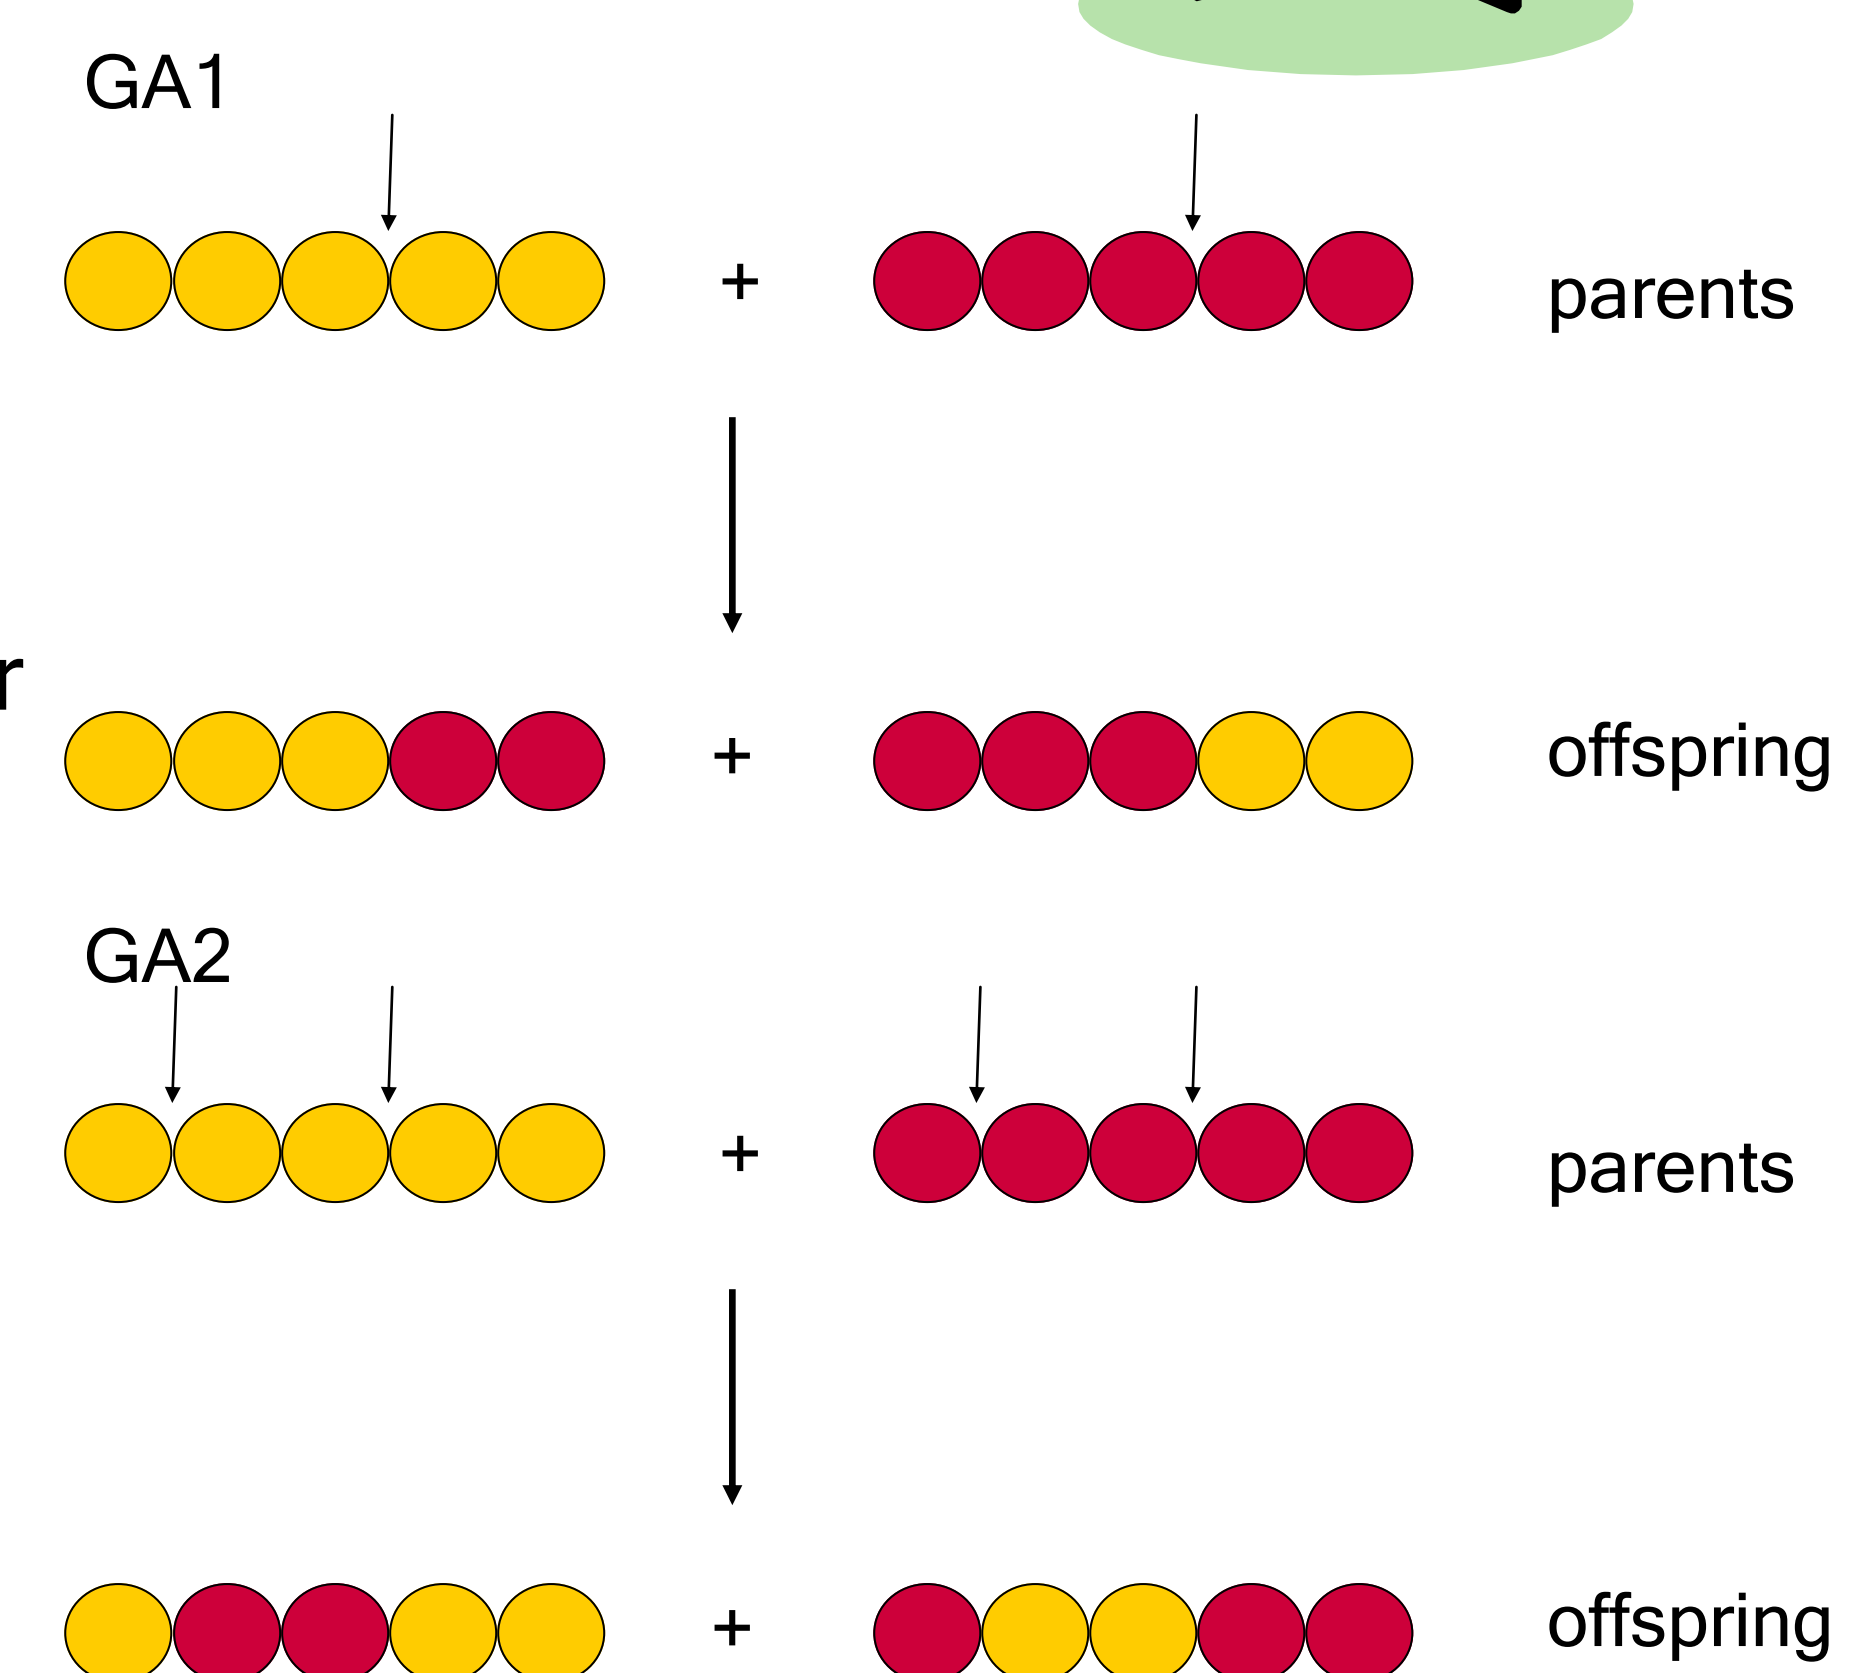 GA1
+ parents
r
+ offspring
GA2
+ parents
+ offspring